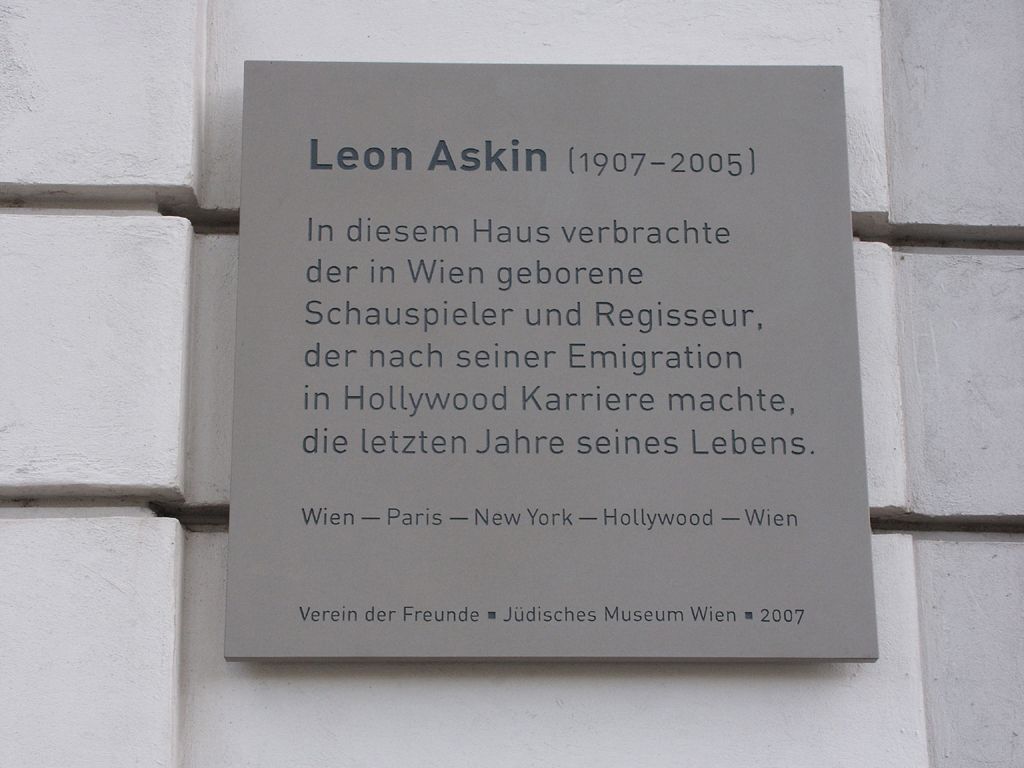 Leon Askin (1907–2005)
In diesem Haus verbrachte
der in Wien geborene
Schauspieler und Regisseur,
der nach seiner Emigration
in Hollywood Karriere machte,
die letzten Jahre seines Lebens.
Wien — Paris — New York — Hollywood — Wien
Verein der Freunde ▪ Jüdisches Museum Wien ▪ 2007